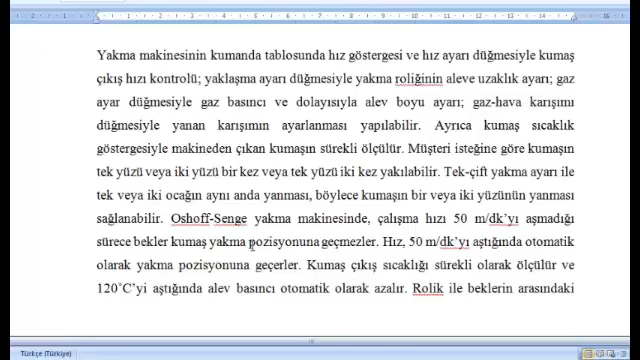 Yakma makinesinin kumanda tablosunda hız göstergesi ve hız ayarı düğmesiyle kumaş
çıkış hızı kontrolü; yaklaşma ayarı düğmesiyle yakma roliğinin aleve uzaklık ayarı; gaz
ayar düğmesiyle gaz basıncı ve dolayısıyla alev boyu ayarı; gaz-hava karışımı
düğmesiyle yanan karışımın ayarlanması yapılabilir. Ayrıca kumaş sıcaklık
göstergesiyle makineden çıkan kumaşın sürekli ölçülür. Müşteri isteğine göre kumaşın
tek yüzü veya iki yüzü bir kez veya tek yüzü iki kez yakılabilir. Tek-çift yakma ayarı ile
tek veya iki ocağın aynı anda yanması, böylece kumaşın bir veya iki yüzünün yanması
sağlanabilir. Oshoff-Senge yakma makinesinde, çalışma hızı 50 m/dk’yı aşmadığı
sürece bekler kumaş yakma pozisyonuna geçmezler. Hız, 50 m/dk’yı aştığında otomatik
olarak yakma pozisyonuna geçerler. Kumaş çıkış sıcaklığı sürekli olarak ölçülür ve
120˚C’yi aştığında alev basıncı otomatik olarak azalır. Rolik ile beklerin arasındaki
Türkçe (Türkiye)